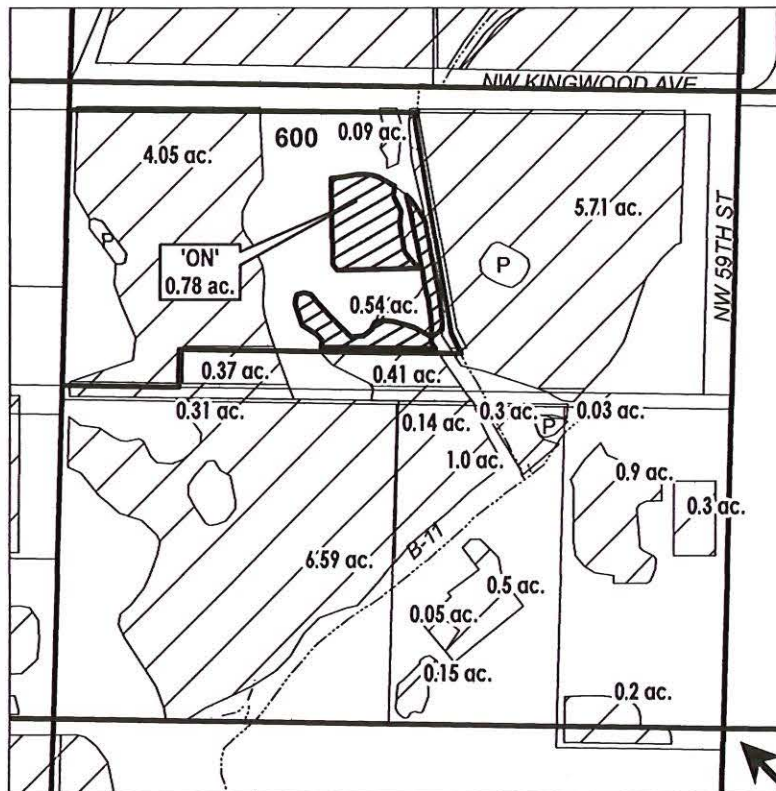 NW KINGWOOD AVE
600
0.09 ac.
4.05 ac.
5.71 ac.
NW 59TH ST
P
P
'ON'
0.78 ac.
0.54 ac.
0.37 ac.
0.41 ac.
0.31 ac.
0.14 ac.
0.3 ac.
0.03 ac.
P
1.0 ac.
0.9 ac.
0.3 ac.
B-11
6.59 ac.
0.5 ac.
0.05 ac.
0.15 ac.
0.2 ac.